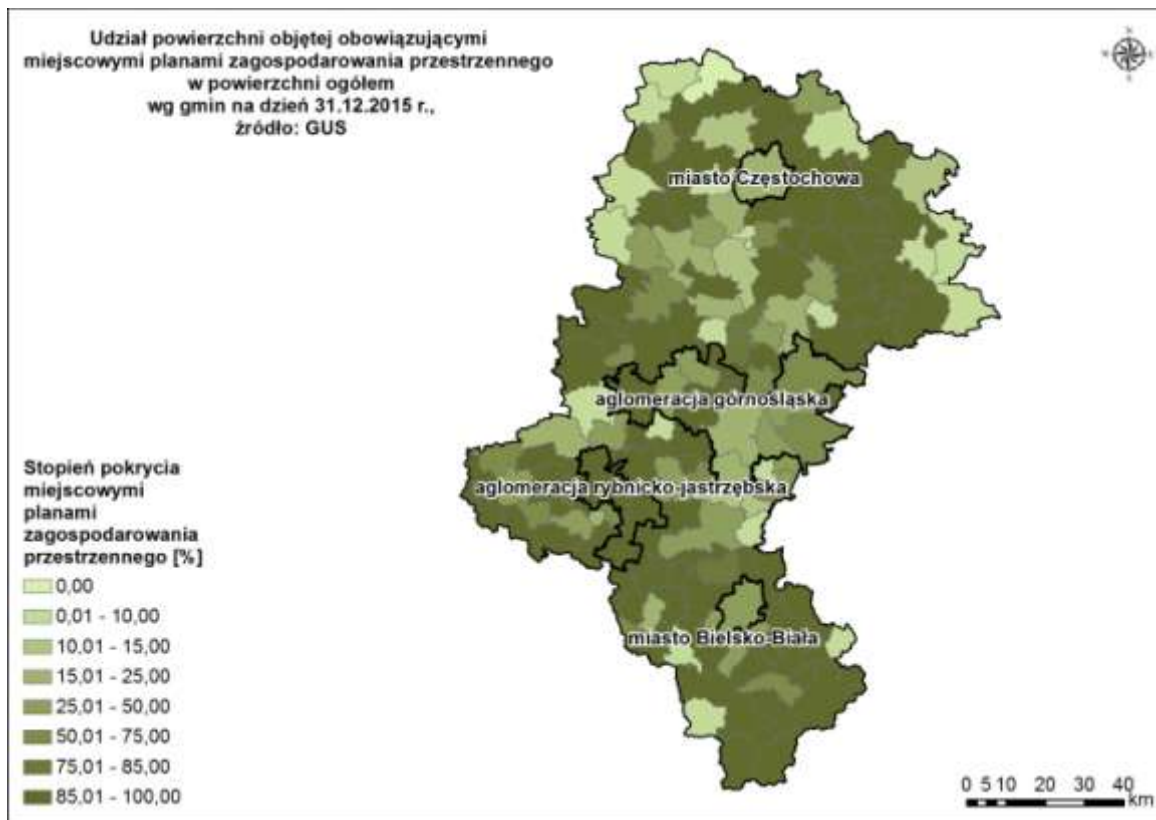 Udział powierzchni objętej obowiązującymi
miejscowymi planami zagospodarowania przestrzennego
w powierzchni ogółem
wg gmin na dzień 31.12.2015 r.,
źródło: GUS
miasto Częstochowa
aglomeracja górnośląska
aglomeracja rybnicko-jastrzębska
miasto Bielsko-Biała
Stopień pokrycia
miejscowymi
planami
zagospodarowania
przestrzennego [%]
0,00
0,01 - 10,00
10,01 - 15,00
15,01 - 25,00
25,01 - 50,00
50,01 - 75,00
75,01 - 85,00
85,01 - 100,00
0 5 10 20 30 40
km